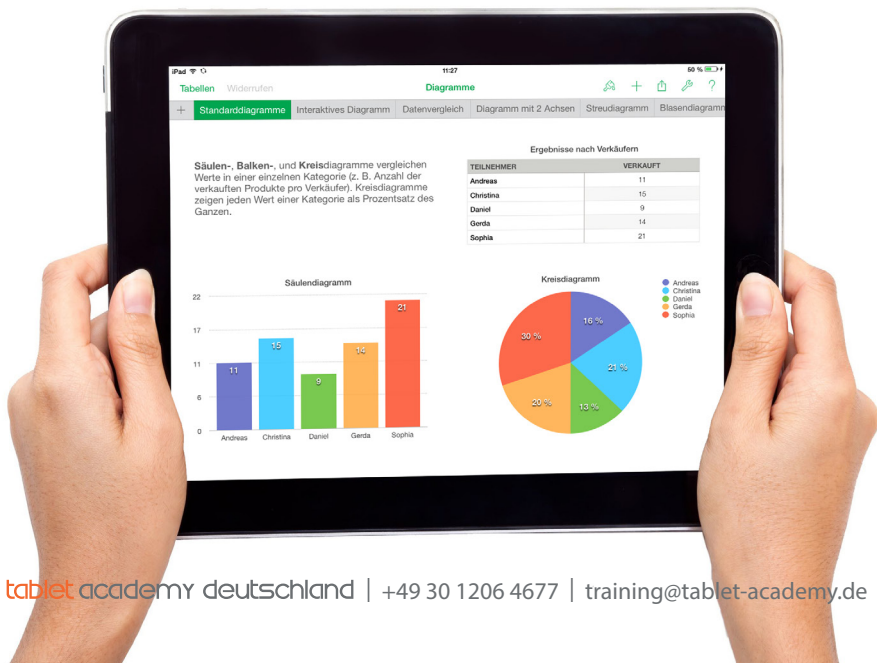 iPad 11:27 50 %
Tabellen Widerrufen Diagramme
Standarddiagramme Interaktives Diagramm Datenvergleich Diagramm mit 2 Achsen Streudiagramm Blasendiagramm
Säulen-, Balken-, und Kreisdiagramme vergleichen
Werte in einer einzelnen Kategorie (z. B. Anzahl der
verkauften Produkte pro Verkäufer). Kreisdiagramme
zeigen jeden Wert einer Kategorie als Prozentsatz des
Ganzen.
Ergebnisse nach Verkäufern
TEILNEHMER VERKAUFT
Andreas 11
Christina 15
Daniel 9
Gerda 14
Sophia 21
Säulendiagramm
22
17
11
6
0
11
15
9
14
21
Andreas Christina Daniel Gerda Sophia
Kreisdiagramm
16 %
21 %
13 %
20 %
30 %
Andreas
Christina
Daniel
Gerda
Sophia
tablet academy deutschland | +49 30 1206 4677 | training@tablet-academy.de